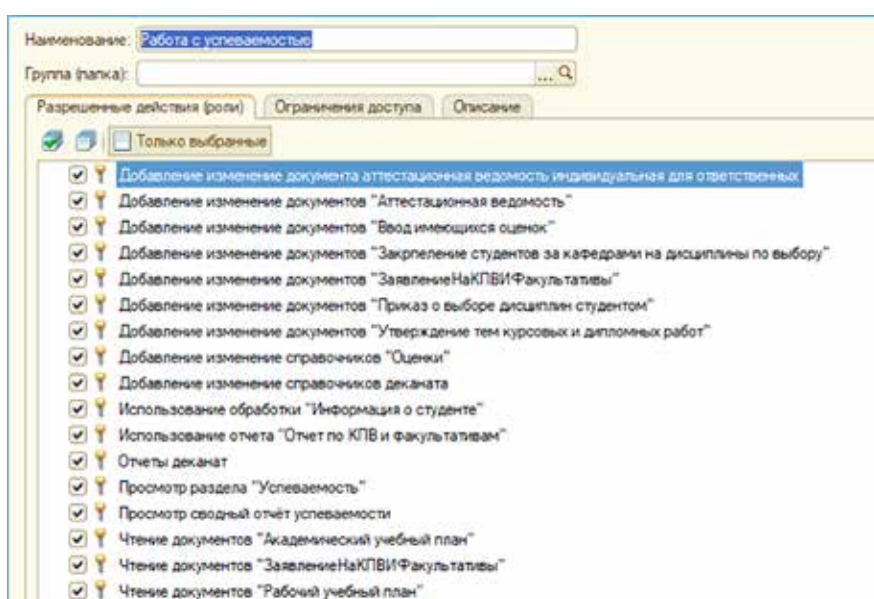 Наименование: Работа с успеваемостью
Группа (папка):
Разрешенные действия (роли) Ограничения доступа Описание
Только выбранные
Добавление изменение документа аттестационная ведомость индивидуальная для ответственных
Добавление изменение документов "Аттестационная ведомость"
Добавление изменение документов "Ввод имеющихся оценок"
Добавление изменение документов "Закрпеление студентов за кафедрами на дисциплины по выбору"
Добавление изменение документов "ЗаявлениеНаКПВИФакультативы"
Добавление изменение документов "Приказ о выборе дисциплин студентом"
Добавление изменение документов "Утверждение тем курсовых и дипломных работ"
Добавление изменение справочников "Оценки"
Добавление изменение справочников деканата
Использование обработки "Информация о студенте"
Использование отчета "Отчет по КПВ и факультативам"
Отчеты деканат
Просмотр раздела "Успеваемость"
Просмотр сводный отчёт успеваемости
Чтение документов "Академический учебный план"
Чтение документов "ЗаявлениеНаКПВИФакультативы"
Чтение документов "Рабочий учебный план"